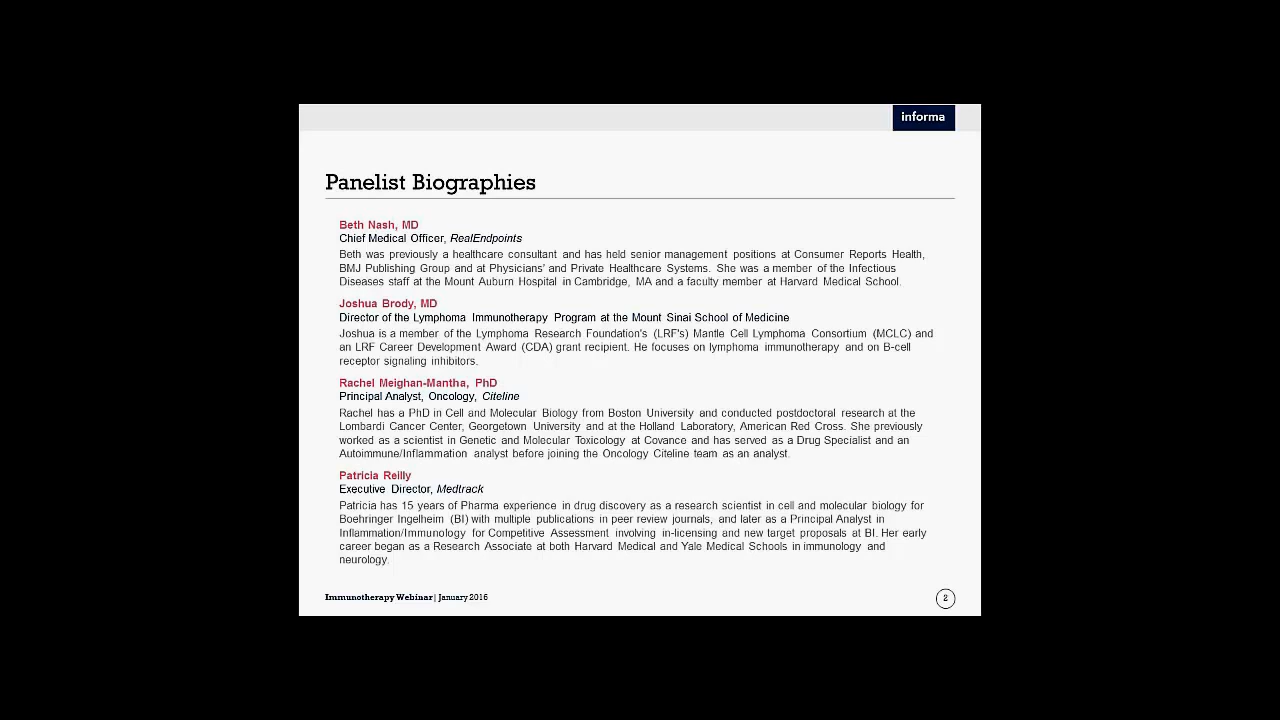 informa
Panelist Biographies
Beth Nash, MD
Chief Medical Officer, RealEndpoints
Beth was previously a healthcare consultant and has held senior management positions at Consumer Reports Health,
BMJ Publishing Group and at Physicians' and Private Healthcare Systems. She was a member of the Infectious
Diseases staff at the Mount Auburn Hospital in Cambridge, MA and a faculty member at Harvard Medical School.
Joshua Brody, MD
Director of the Lymphoma Immunotherapy Program at the Mount Sinai School of Medicine
Joshua is a member of the Lymphoma Research Foundation's (LRF's) Mantle Cell Lymphoma Consortium (MCLC) and
an LRF Career Development Award (CDA) grant recipient. He focuses on lymphoma immunotherapy and on B-cell
receptor signaling inhibitors.
Rachel Meighan-Mantha, PhD
Principal Analyst, Oncology, Citeline
Rachel has a PhD in Cell and Molecular Biology from Boston University and conducted postdoctoral research at the
Lombardi Cancer Center, Georgetown University and at the Holland Laboratory, American Red Cross. She previously
worked as a scientist in Genetic and Molecular Toxicology at Covance and has served as a Drug Specialist and an
Autoimmune/Inflammation analyst before joining the Oncology Citeline team as an analyst.
Patricia Reilly
Executive Director, Medtrack
Patricia has 15 years of Pharma experience in drug discovery as a research scientist in cell and molecular biology for
Boehringer Ingelheim (BI) with multiple publications in peer review journals, and later as a Principal Analyst in
Inflammation/Immunology for Competitive Assessment involving in-licensing and new target proposals at BI. Her early
career began as a Research Associate at both Harvard Medical and Yale Medical Schools in immunology and
neurology.
Immunotherapy Webinar | January 2016
2